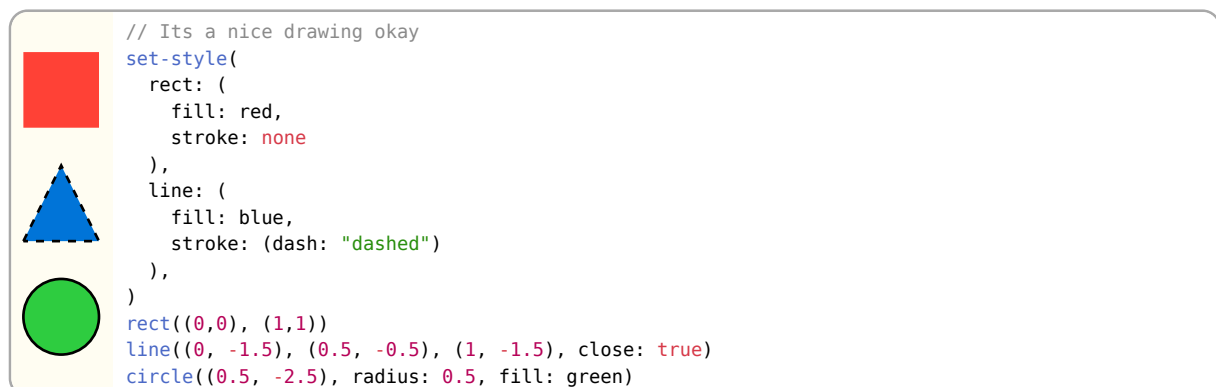 // Its a nice drawing okay
set-style(
  rect: (
    fill: red,
    stroke: none
  ),
  line: (
    fill: blue,
    stroke: (dash: "dashed")
  ),
)
rect((0,0), (1,1))
line((0, -1.5), (0.5, -0.5), (1, -1.5), close: true)
circle((0.5, -2.5), radius: 0.5, fill: green)